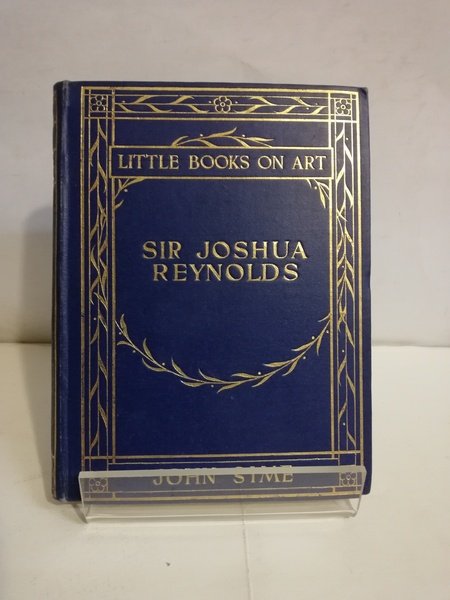 LITTLE BOOKS ON ART
SIR JOSHUA
REYNOLDS
JOHN SIME